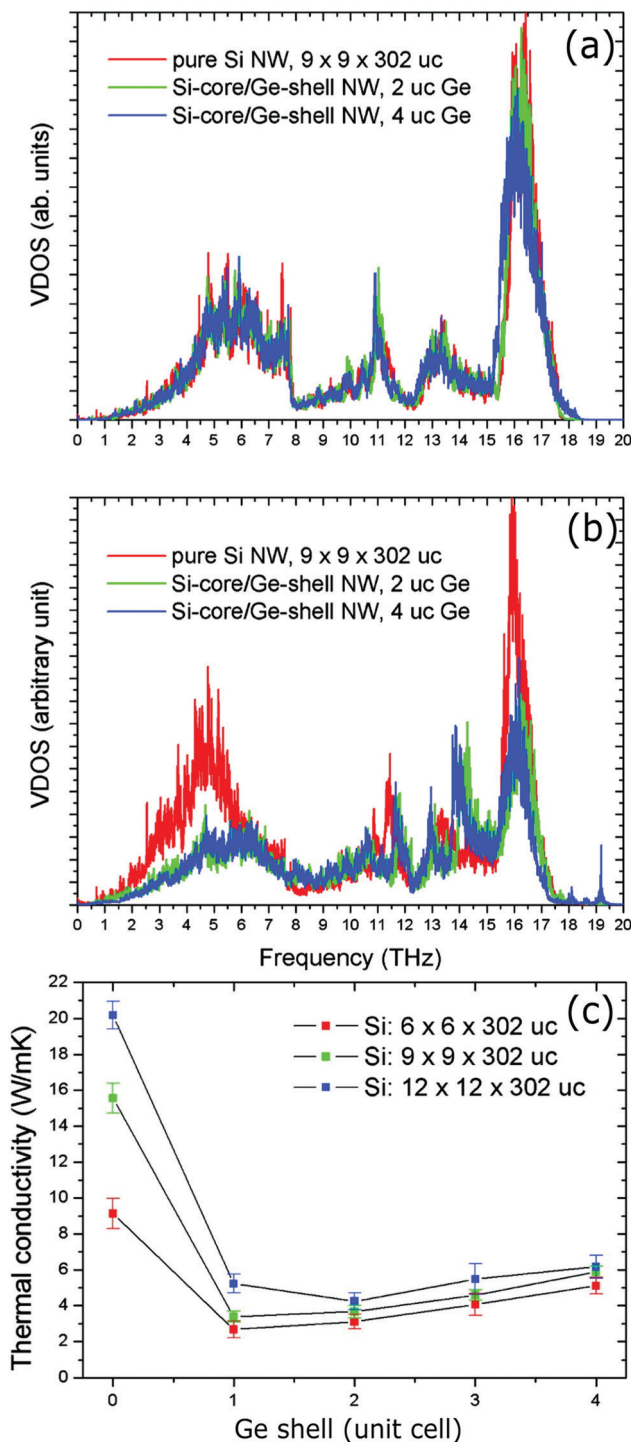 (a)
pure Si NW, 9 x 9 x 302 uc
Si-core/Ge-shell NW, 2 uc Ge
Si-core/Ge-shell NW, 4 uc Ge
VDOS (ab. units)
0 1 2 3 4 5 6 7 8 9 10 11 12 13 14 15 16 17 18 19 20
(b)
pure Si NW, 9 x 9 x 302 uc
Si-core/Ge-shell NW, 2 uc Ge
Si-core/Ge-shell NW, 4 uc Ge
VDOS (arbitrary unit)
0 1 2 3 4 5 6 7 8 9 10 11 12 13 14 15 16 17 18 19 20
Frequency (THz)
(c)
Si: 6 x 6 x 302 uc
Si: 9 x 9 x 302 uc
Si: 12 x 12 x 302 uc
Thermal conductivity (W/mK)
22
20
18
16
14
12
10
8
6
4
2
0
0 1 2 3 4
Ge shell (unit cell)